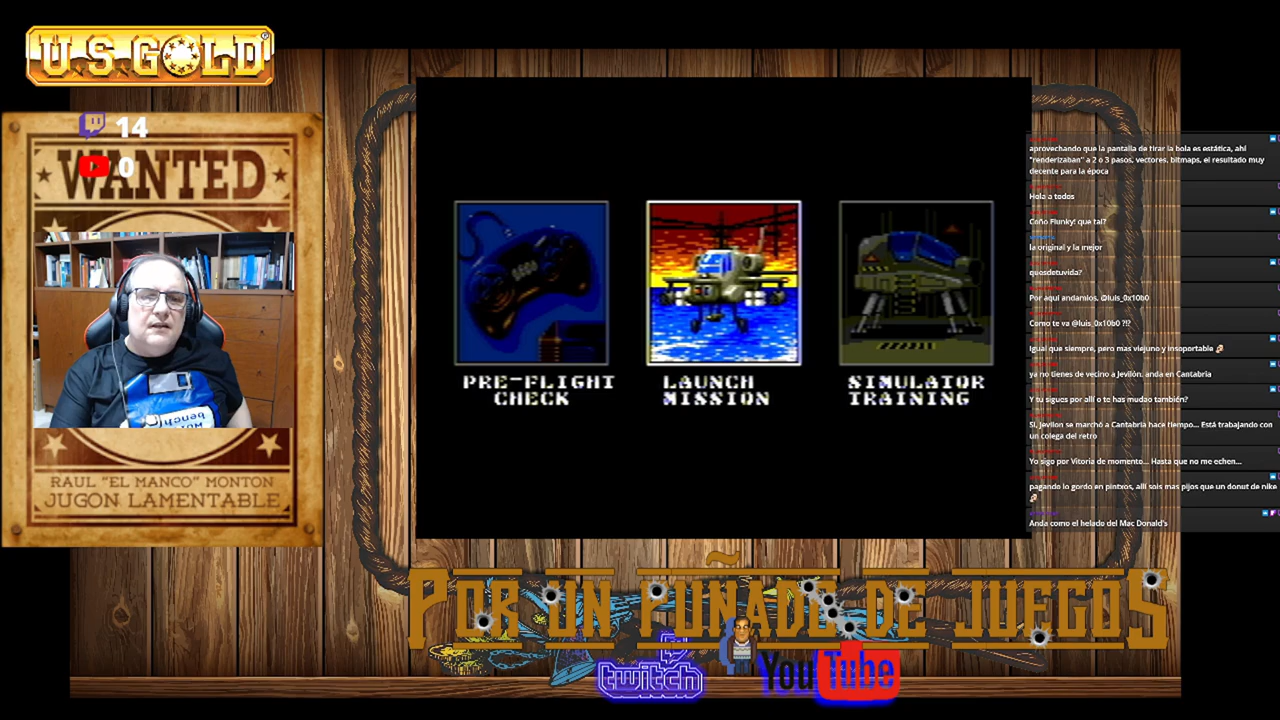 U.S. GOLD
14
0
WANTED
bench
RAUL "EL MANCO" MONTON
JUGON LAMENTABLE
SEGA
PRE-FLIGHT
CHECK
LAUNCH
MISSION
SIMULATOR
TRAINING
aprovechando que la pantalla de tirar la bola es estática, ahí
"renderizaban" a 2 o 3 pasos, vectores, bitmaps, el resultado muy
decente para la época
Hola a todos
Coño Flunky! que tal?
la original y la mejor
quesdetuvida?
Por aqui andamios, @luis_0x10b0
Como te va @luis_0x10b0 ?!?
Igual que siempre, pero mas viejuno y insoportable
ya no tienes de vecino a Jevilón, anda en Cantabria
Y tu sigues por allí o te has mudao también?
Si, Jevilon se marchó a Cantabria hace tiempo... Está trabajando con
un colega del retro
Yo sigo por Vitoria de momento... Hasta que no me echen...
pagando lo gordo en pintxos, allí sois mas pijos que un donut de nike
Anda como el helado del Mac Donald's
POR UN PUÑADO DE JUEGOS
twitch
YouTube